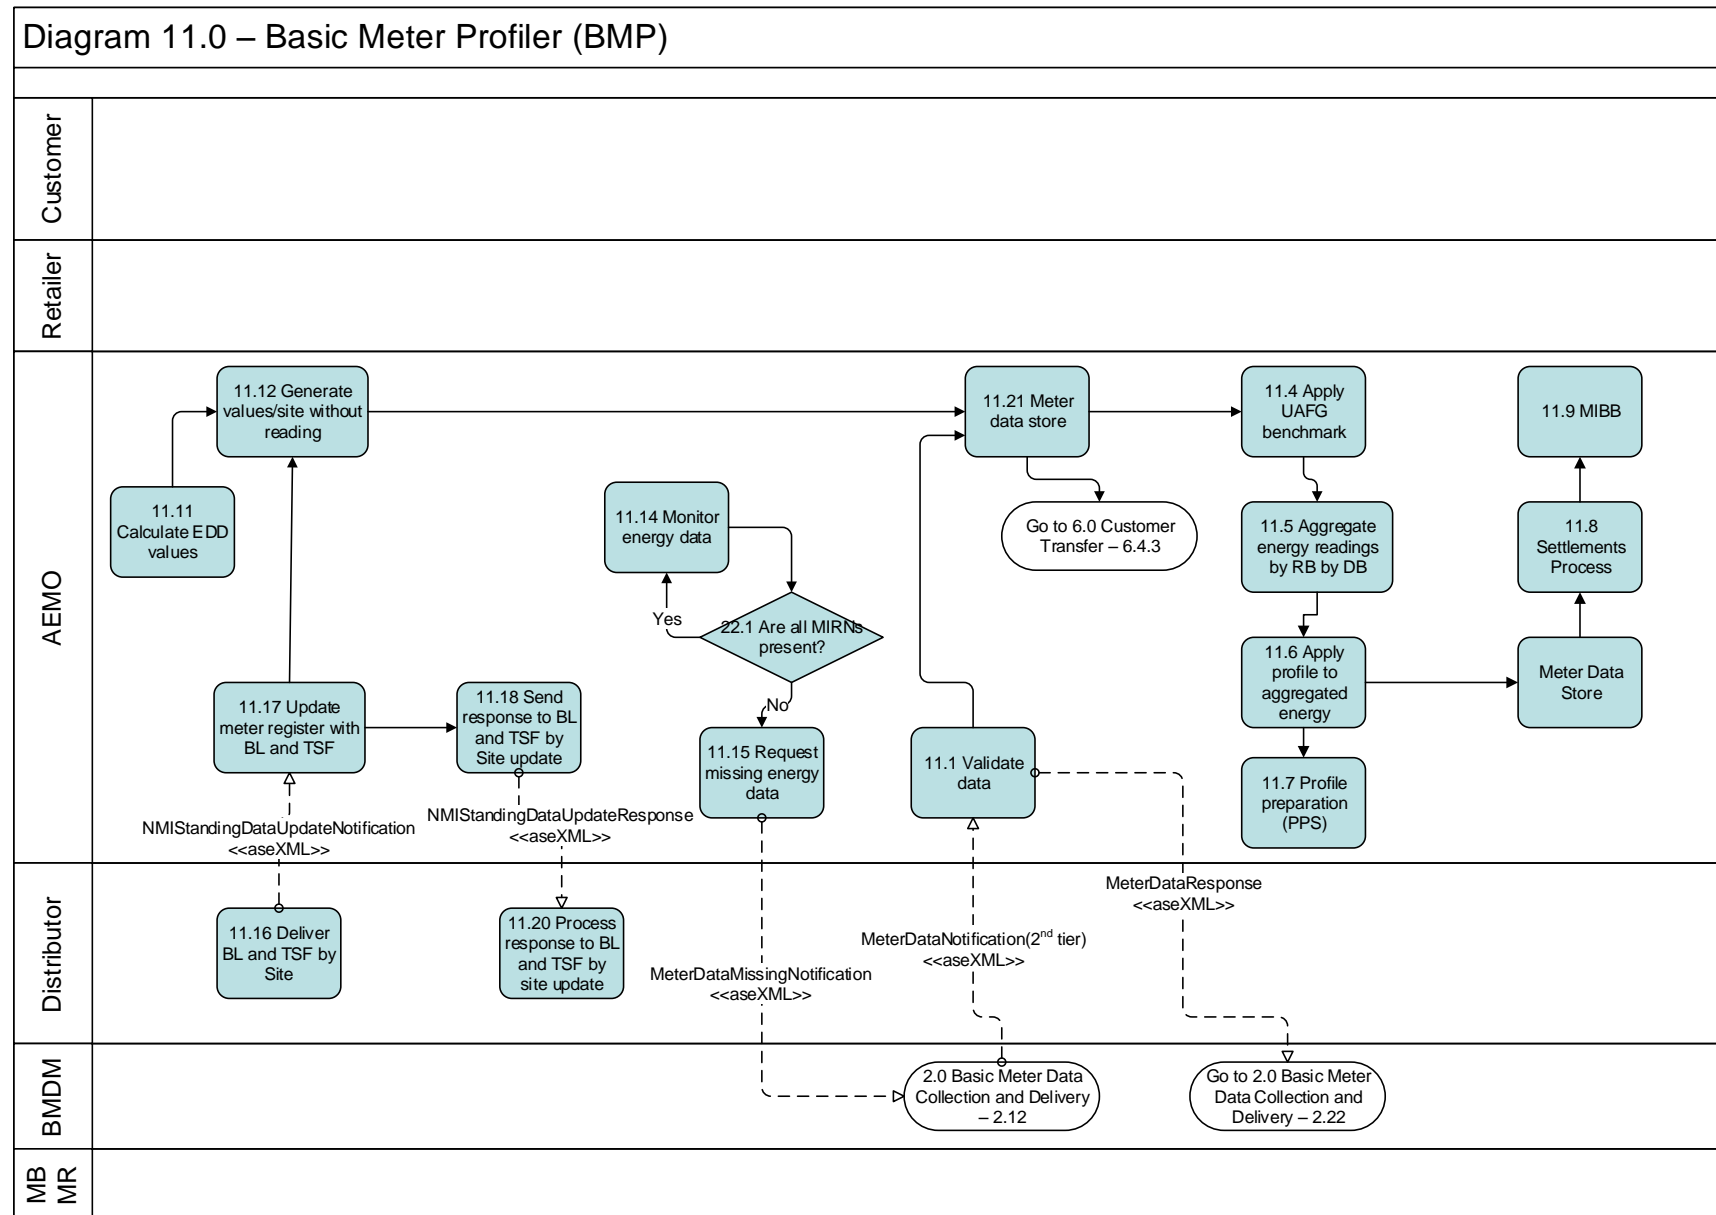 Diagram 11.0 – Basic Meter Profiler (BMP)
Customer
Retailer
AEMO
11.12 Generate
values/site without
reading
11.21 Meter
data store
11.4 Apply
UAFG
benchmark
11.9 MIBB
11.11
Calculate EDD
values
11.14 Monitor
energy data
Go to 6.0 Customer
Transfer – 6.4.3
11.5 Aggregate
energy readings
by RB by DB
11.8
Settlements
Process
Yes
22.1 Are all MIRNs
present?
11.6 Apply
profile to
aggregated
energy
Meter Data
Store
11.17 Update
meter register with
BL and TSF
11.18 Send
response to BL
and TSF by
Site update
No
11.15 Request
missing energy
data
11.1 Validate
data
11.7 Profile
preparation
(PPS)
NMIStandingDataUpdateNotification
<<aseXML>>
NMIStandingDataUpdateResponse
<<aseXML>>
Distributor
MeterDataResponse
<<aseXML>>
11.16 Deliver
BL and TSF by
Site
11.20 Process
response to BL
and TSF by
site update
MeterDataNotification(2nd tier)
<<aseXML>>
MeterDataMissingNotification
<<aseXML>>
BMDM
2.0 Basic Meter Data
Collection and Delivery
– 2.12
Go to 2.0 Basic Meter
Data Collection and
Delivery – 2.22
MB
MR